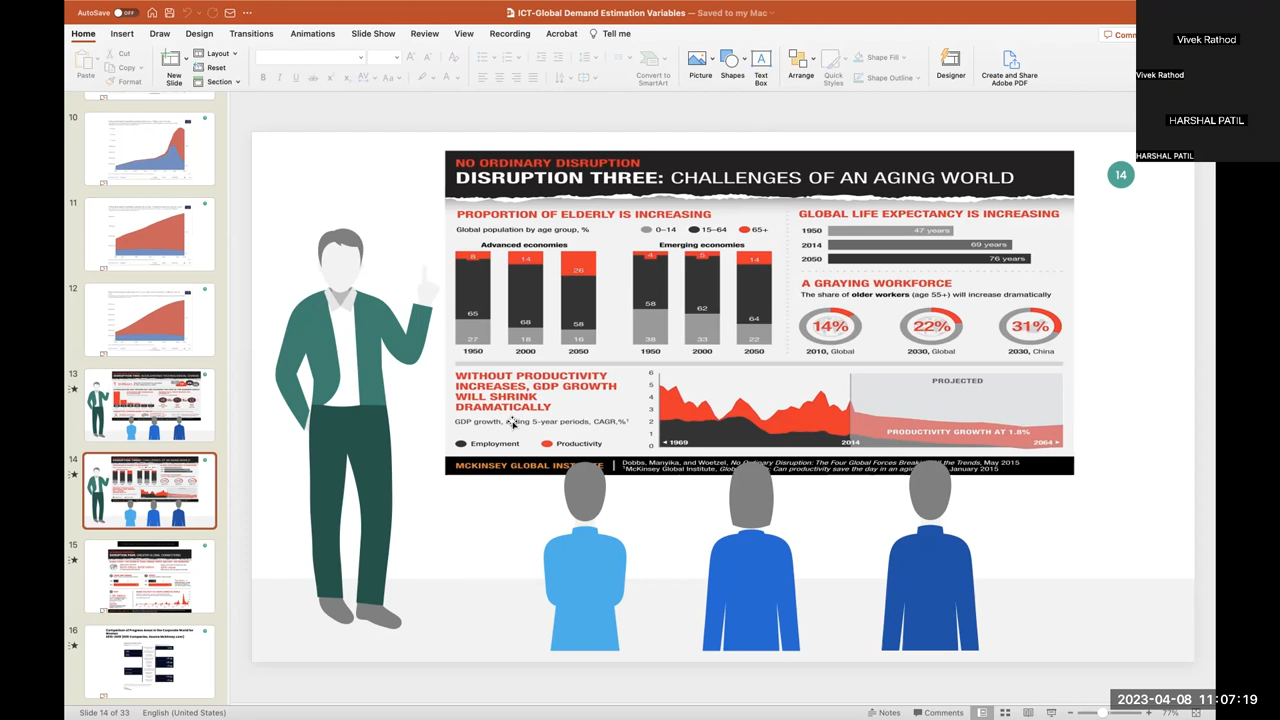 AutoSave OFF
ICT-Global Demand Estimation Variables — Saved to my Mac
Home Insert Draw Design Transitions Animations Slide Show Review View Recording Acrobat Tell me
Paste Cut Copy Format
New Slide
Layout Reset Section
Convert to SmartArt
Picture Shapes Text Box
Arrange Quick Styles
Shape Fill
Shape Outline
Designer
Create and Share Adobe PDF
Vivek Rathod
Vivek Rathod
HARSHAL PATIL
HARSHAL PATIL
10
11
12
13
14
15
16
14
NO ORDINARY DISRUPTION
DISRUPTION THREE: CHALLENGES OF AN AGING WORLD
PROPORTION OF ELDERLY IS INCREASING
Global population by age group, %
0–14 15–64 65+
Advanced economies Emerging economies
8 14 26 4 5 14
65 68 58 58 62 64
27 18 16 38 33 22
1950 2000 2050 1950 2000 2050
GLOBAL LIFE EXPECTANCY IS INCREASING
1950 47 years
2014 69 years
2050 76 years
A GRAYING WORKFORCE
The share of older workers (age 55+) will increase dramatically
14% 22% 31%
2010, Global 2030, Global 2030, China
WITHOUT PRODUCTIVITY
INCREASES, GDP GROWTH
WILL SHRINK
DRAMATICALLY
GDP growth, 5-year periods, CAGR, %¹
Employment Productivity
6
5
4
3
2
1
0
PROJECTED
PRODUCTIVITY GROWTH AT 1.8%
1969 2014 2064
MCKINSEY GLOBAL
Dobbs, Manyika, and Woetzel, No Ordinary Disruption: The Four Global Forces the Trends, May 2015
McKinsey Global Institute, Can productivity save the day in an January 2015
Slide 14 of 33 English (United States)
Notes Comments
77%
2023-04-08 11:07:19